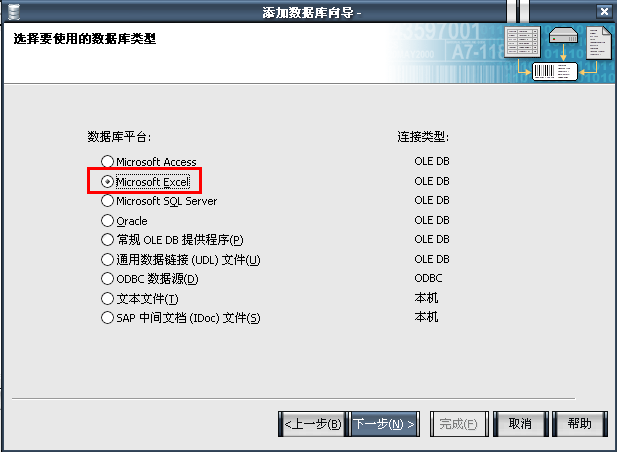 添加数据库向导 -
选择要使用的数据库类型
3597001
A7-118
数据库平台: 连接类型:
Microsoft Access OLE DB
Microsoft Excel OLE DB
Microsoft SQL Server OLE DB
Oracle OLE DB
常规 OLE DB 提供程序(P) OLE DB
通用数据链接 (UDL) 文件(U) OLE DB
ODBC 数据源(D) ODBC
文本文件(T) 本机
SAP 中间文档 (IDoc) 文件(S) 本机
<上一步(B) 下一步(N) > 完成(F) 取消 帮助